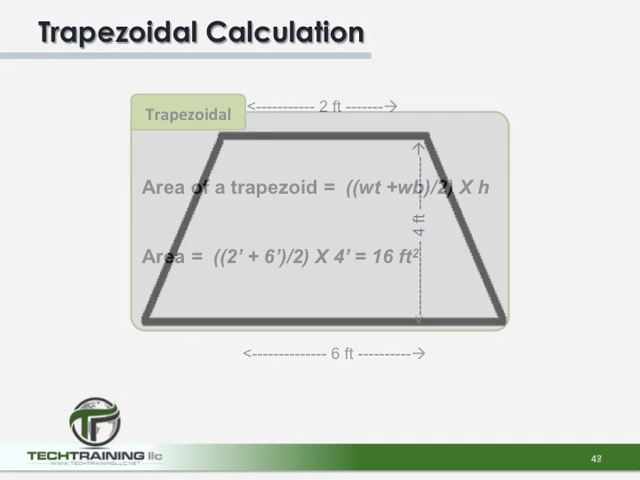 Trapezoidal Calculation
Trapezoidal
<----------- 2 ft ------->
Area of a trapezoid = ((wt +wb)/2) X h
4 ft
Area = ((2’ + 6’)/2) X 4’ = 16 ft²
<-------------- 6 ft ---------->
TECHTRAINING llc
WWW.TECHTRAININGLLC.NET